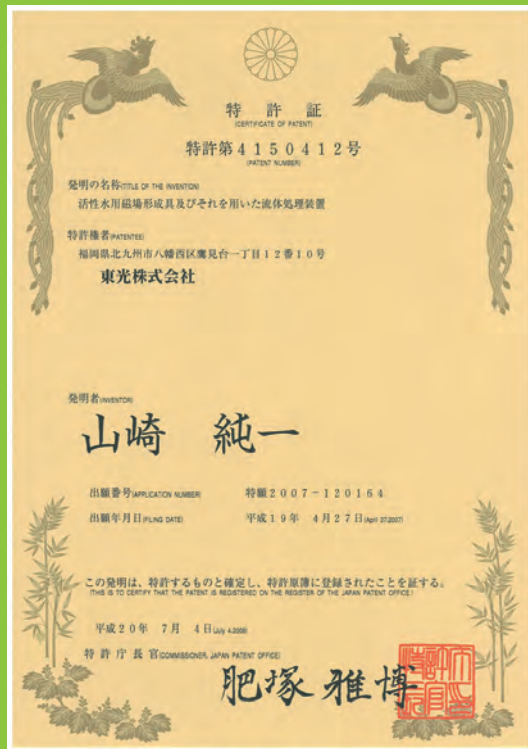 特許証
(CERTIFICATE OF PATENT)
特許第4150412号
(PATENT NUMBER)
発明の名称(TITLE OF THE INVENTION)
活性水用磁場形成具及びそれを用いた流体処理装置
特許権者(PATENTEE)
福岡県北九州市八幡西区鷹見台一丁目12番10号
東光株式会社
発明者(INVENTOR)
山崎 純一
出願番号(APPLICATION NUMBER) 特願2007-120164
出願年月日(FILING DATE) 平成19年 4月27日(April 27,2007)
この発明は、特許するものと確定し、特許原簿に登録されたことを証する。
(THIS IS TO CERTIFY THAT THE PATENT IS REGISTERED ON THE REGISTER OF THE JAPAN PATENT OFFICE.)
平成20年 7月 4日(July 4,2008)
特許庁長官(COMMISSIONER, JAPAN PATENT OFFICE)
肥塚雅博